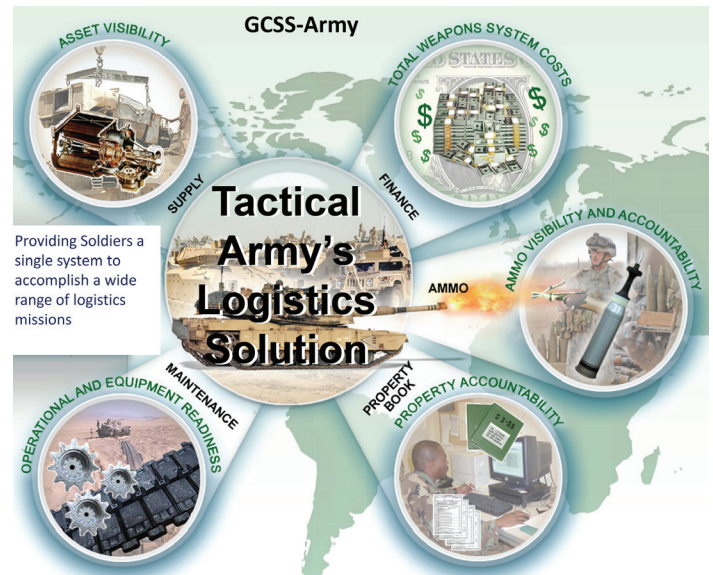 GCSS-Army
ASSET VISIBILITY
TOTAL WEAPONS SYSTEM COSTS
SUPPLY
FINANCE
Tactical
Army's
Logistics
Solution
Providing Soldiers a
single system to
accomplish a wide
range of logistics
missions
AMMO
AMMO VISIBILITY AND ACCOUNTABILITY
MAINTENANCE
PROPERTY
BOOK
OPERATIONAL AND EQUIPMENT READINESS
PROPERTY ACCOUNTABILITY